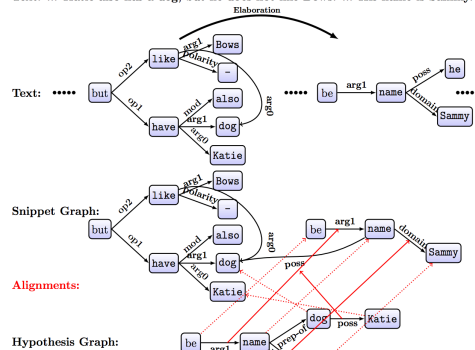 Elaboration
Text:
but
op2
op1
like
arg1
polarity
Bows
-
have
mod
arg1
arg0
also
dog
Katie
arg0
be
arg1
name
poss
domain
he
Sammy
Snippet Graph:
but
op2
op1
like
arg1
polarity
Bows
-
have
mod
arg1
arg0
also
dog
Katie
arg0
be
arg1
name
domain
Sammy
poss
Alignments:
Hypothesis Graph:
be
arg1
name
prep-of
dog
poss
Katie